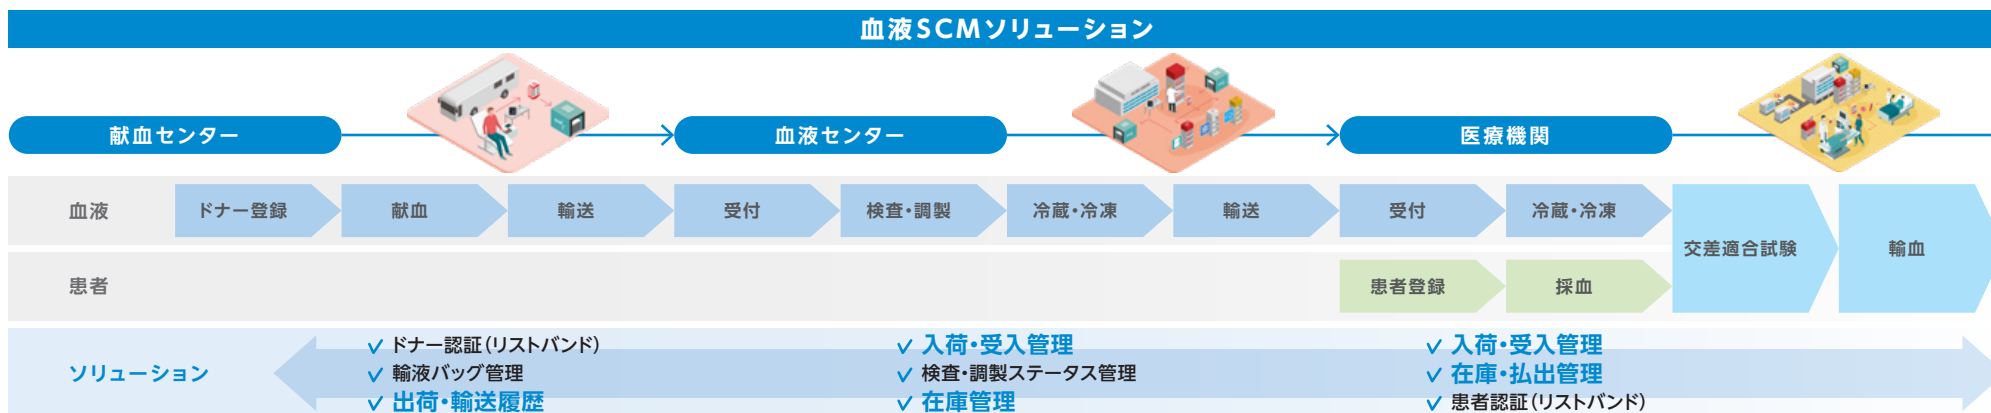 血液SCMソリューション
献血センター
血液センター
医療機関
血液
ドナー登録
献血
輸送
受付
検査・調製
冷蔵・冷凍
輸送
受付
冷蔵・冷凍
交差適合試験
輸血
患者
患者登録
採血
ソリューション
✓ ドナー認証(リストバンド)
✓ 輸液バッグ管理
✓ 出荷・輸送履歴
✓ 入荷・受入管理
✓ 検査・調製ステータス管理
✓ 在庫管理
✓ 入荷・受入管理
✓ 在庫・払出管理
✓ 患者認証(リストバンド)